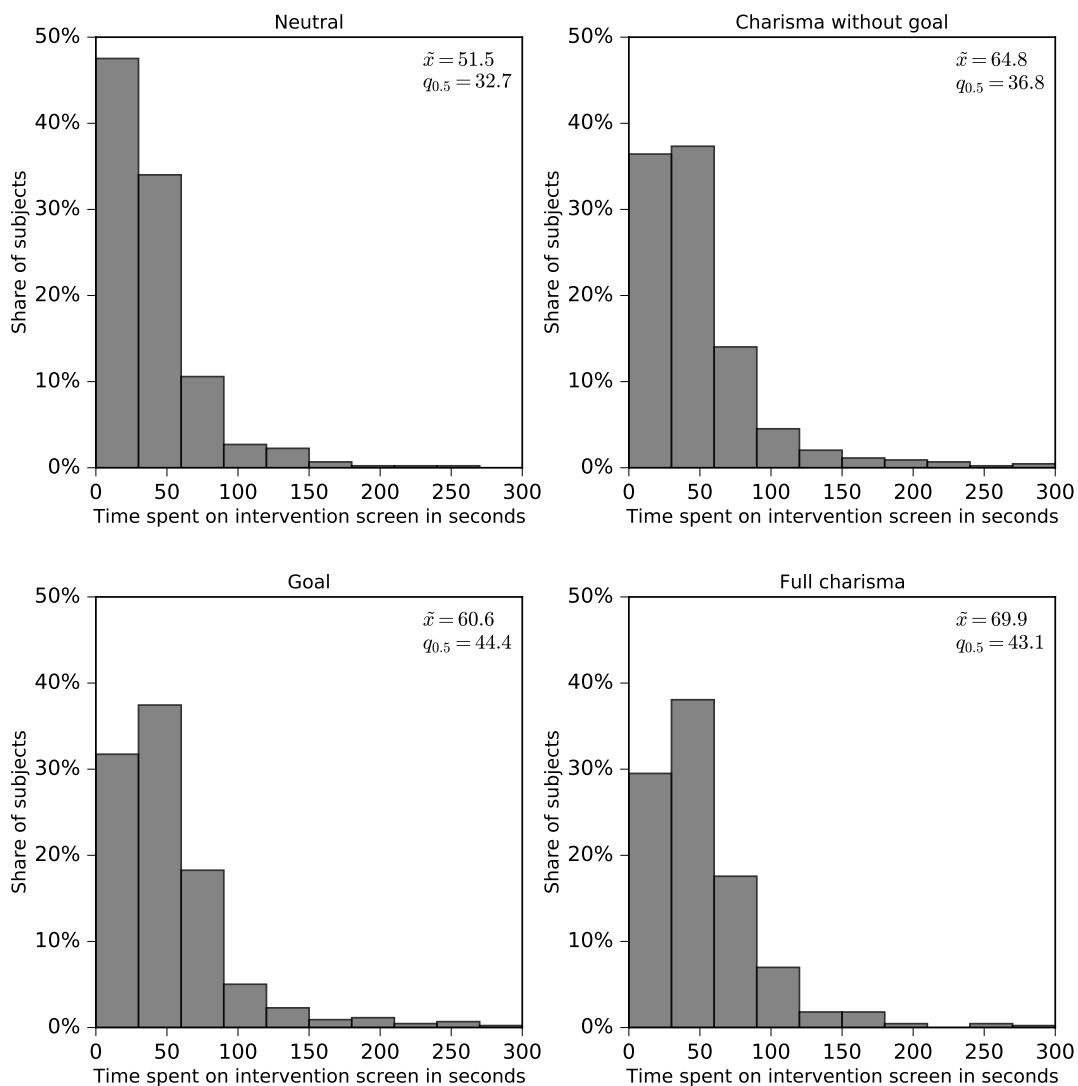 Neutral
50%
40%
30%
20%
10%
0%
Share of subjects
x̃ = 51.5
q0.5 = 32.7
0 50 100 150 200 250 300
Time spent on intervention screen in seconds
Charisma without goal
50%
40%
30%
20%
10%
0%
Share of subjects
x̃ = 64.8
q0.5 = 36.8
0 50 100 150 200 250 300
Time spent on intervention screen in seconds
Goal
50%
40%
30%
20%
10%
0%
Share of subjects
x̃ = 60.6
q0.5 = 44.4
0 50 100 150 200 250 300
Time spent on intervention screen in seconds
Full charisma
50%
40%
30%
20%
10%
0%
Share of subjects
x̃ = 69.9
q0.5 = 43.1
0 50 100 150 200 250 300
Time spent on intervention screen in seconds